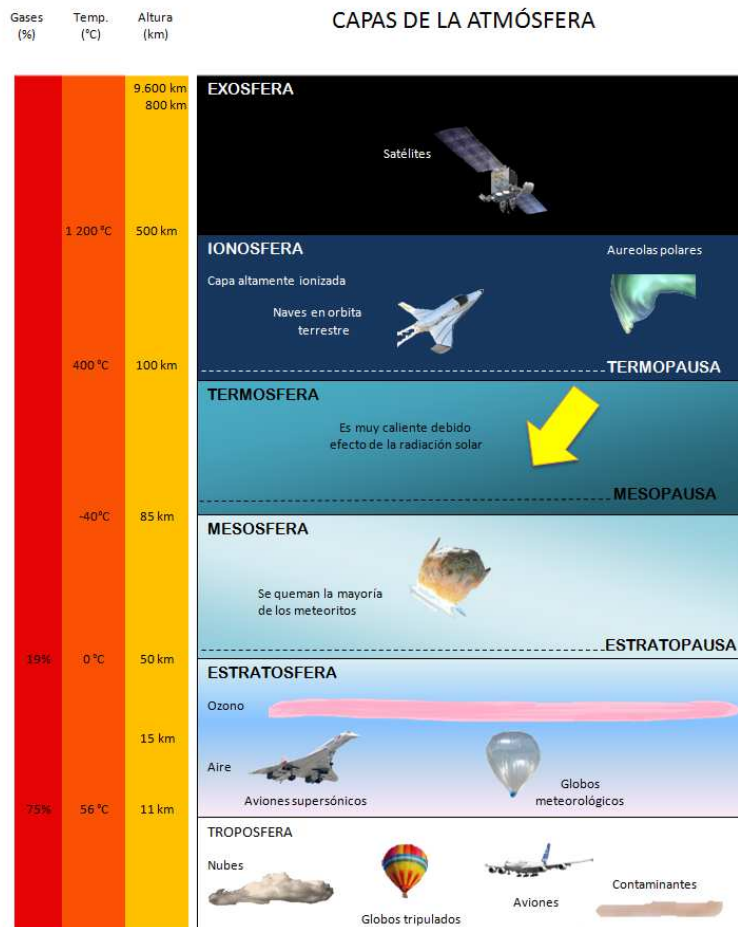 Gases
(%)
Temp.
(°C)
Altura
(km)
CAPAS DE LA ATMÓSFERA
9.600 km
800 km
EXOSFERA
Satélites
1 200 °C
500 km
IONOSFERA
Aureolas polares
Capa altamente ionizada
Naves en orbita
terrestre
400 °C
100 km
TERMOPAUSA
TERMOSFERA
Es muy caliente debido
efecto de la radiación solar
MESOPAUSA
-40°C
85 km
MESOSFERA
Se queman la mayoría
de los meteoritos
ESTRATOPAUSA
19%
0 °C
50 km
ESTRATOSFERA
Ozono
15 km
Aire
Aviones supersónicos
Globos
meteorológicos
75%
56 °C
11 km
TROPOSFERA
Nubes
Globos tripulados
Aviones
Contaminantes